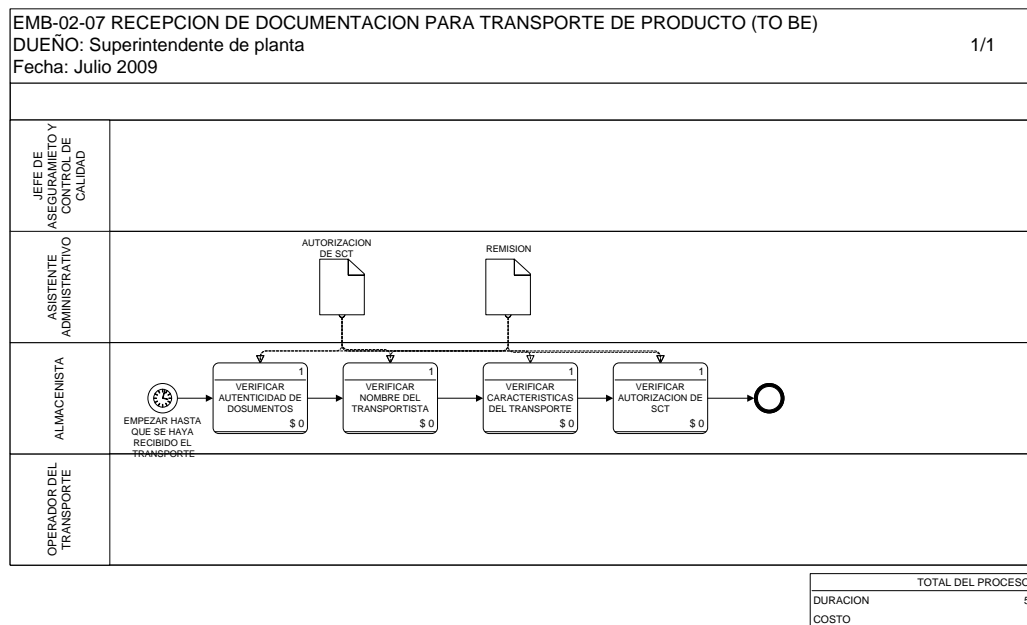 EMB-02-07 RECEPCION DE DOCUMENTACION PARA TRANSPORTE DE PRODUCTO (TO BE)
DUEÑO: Superintendente de planta
1/1
Fecha: Julio 2009
JEFE DE
ASEGURAMIETO Y
CONTROL DE
CALIDAD
ASISTENTE
ADMINISTRATIVO
AUTORIZACION
DE SCT
REMISION
ALMACENISTA
EMPEZAR HASTA
QUE SE HAYA
RECIBIDO EL
TRANSPORTE
1
VERIFICAR
AUTENTICIDAD DE
DOSUMENTOS
$ 0
1
VERIFICAR
NOMBRE DEL
TRANSPORTISTA
$ 0
1
VERIFICAR
CARACTERISTICAS
DEL TRANSPORTE
$ 0
1
VERIFICAR
AUTORIZACION DE
SCT
$ 0
OPERADOR DEL
TRANSPORTE
TOTAL DEL PROCESO
DURACION
COSTO